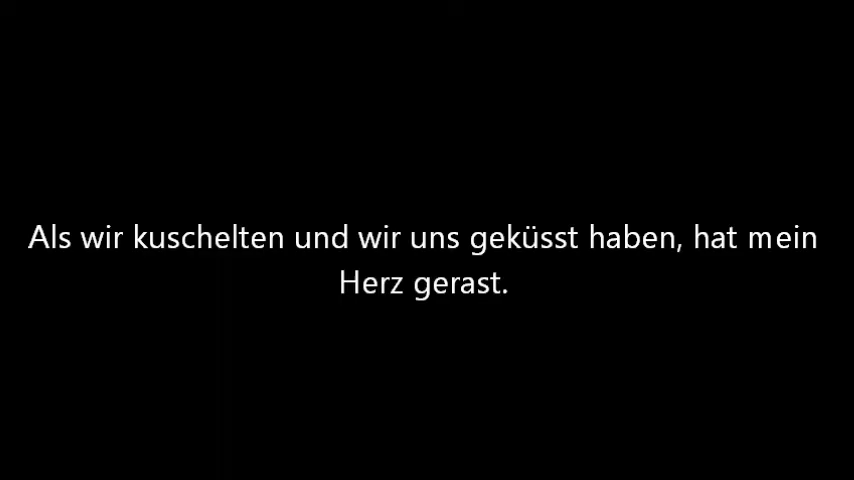 Als wir kuschelten und wir uns geküsst haben, hat mein
Herz gerast.